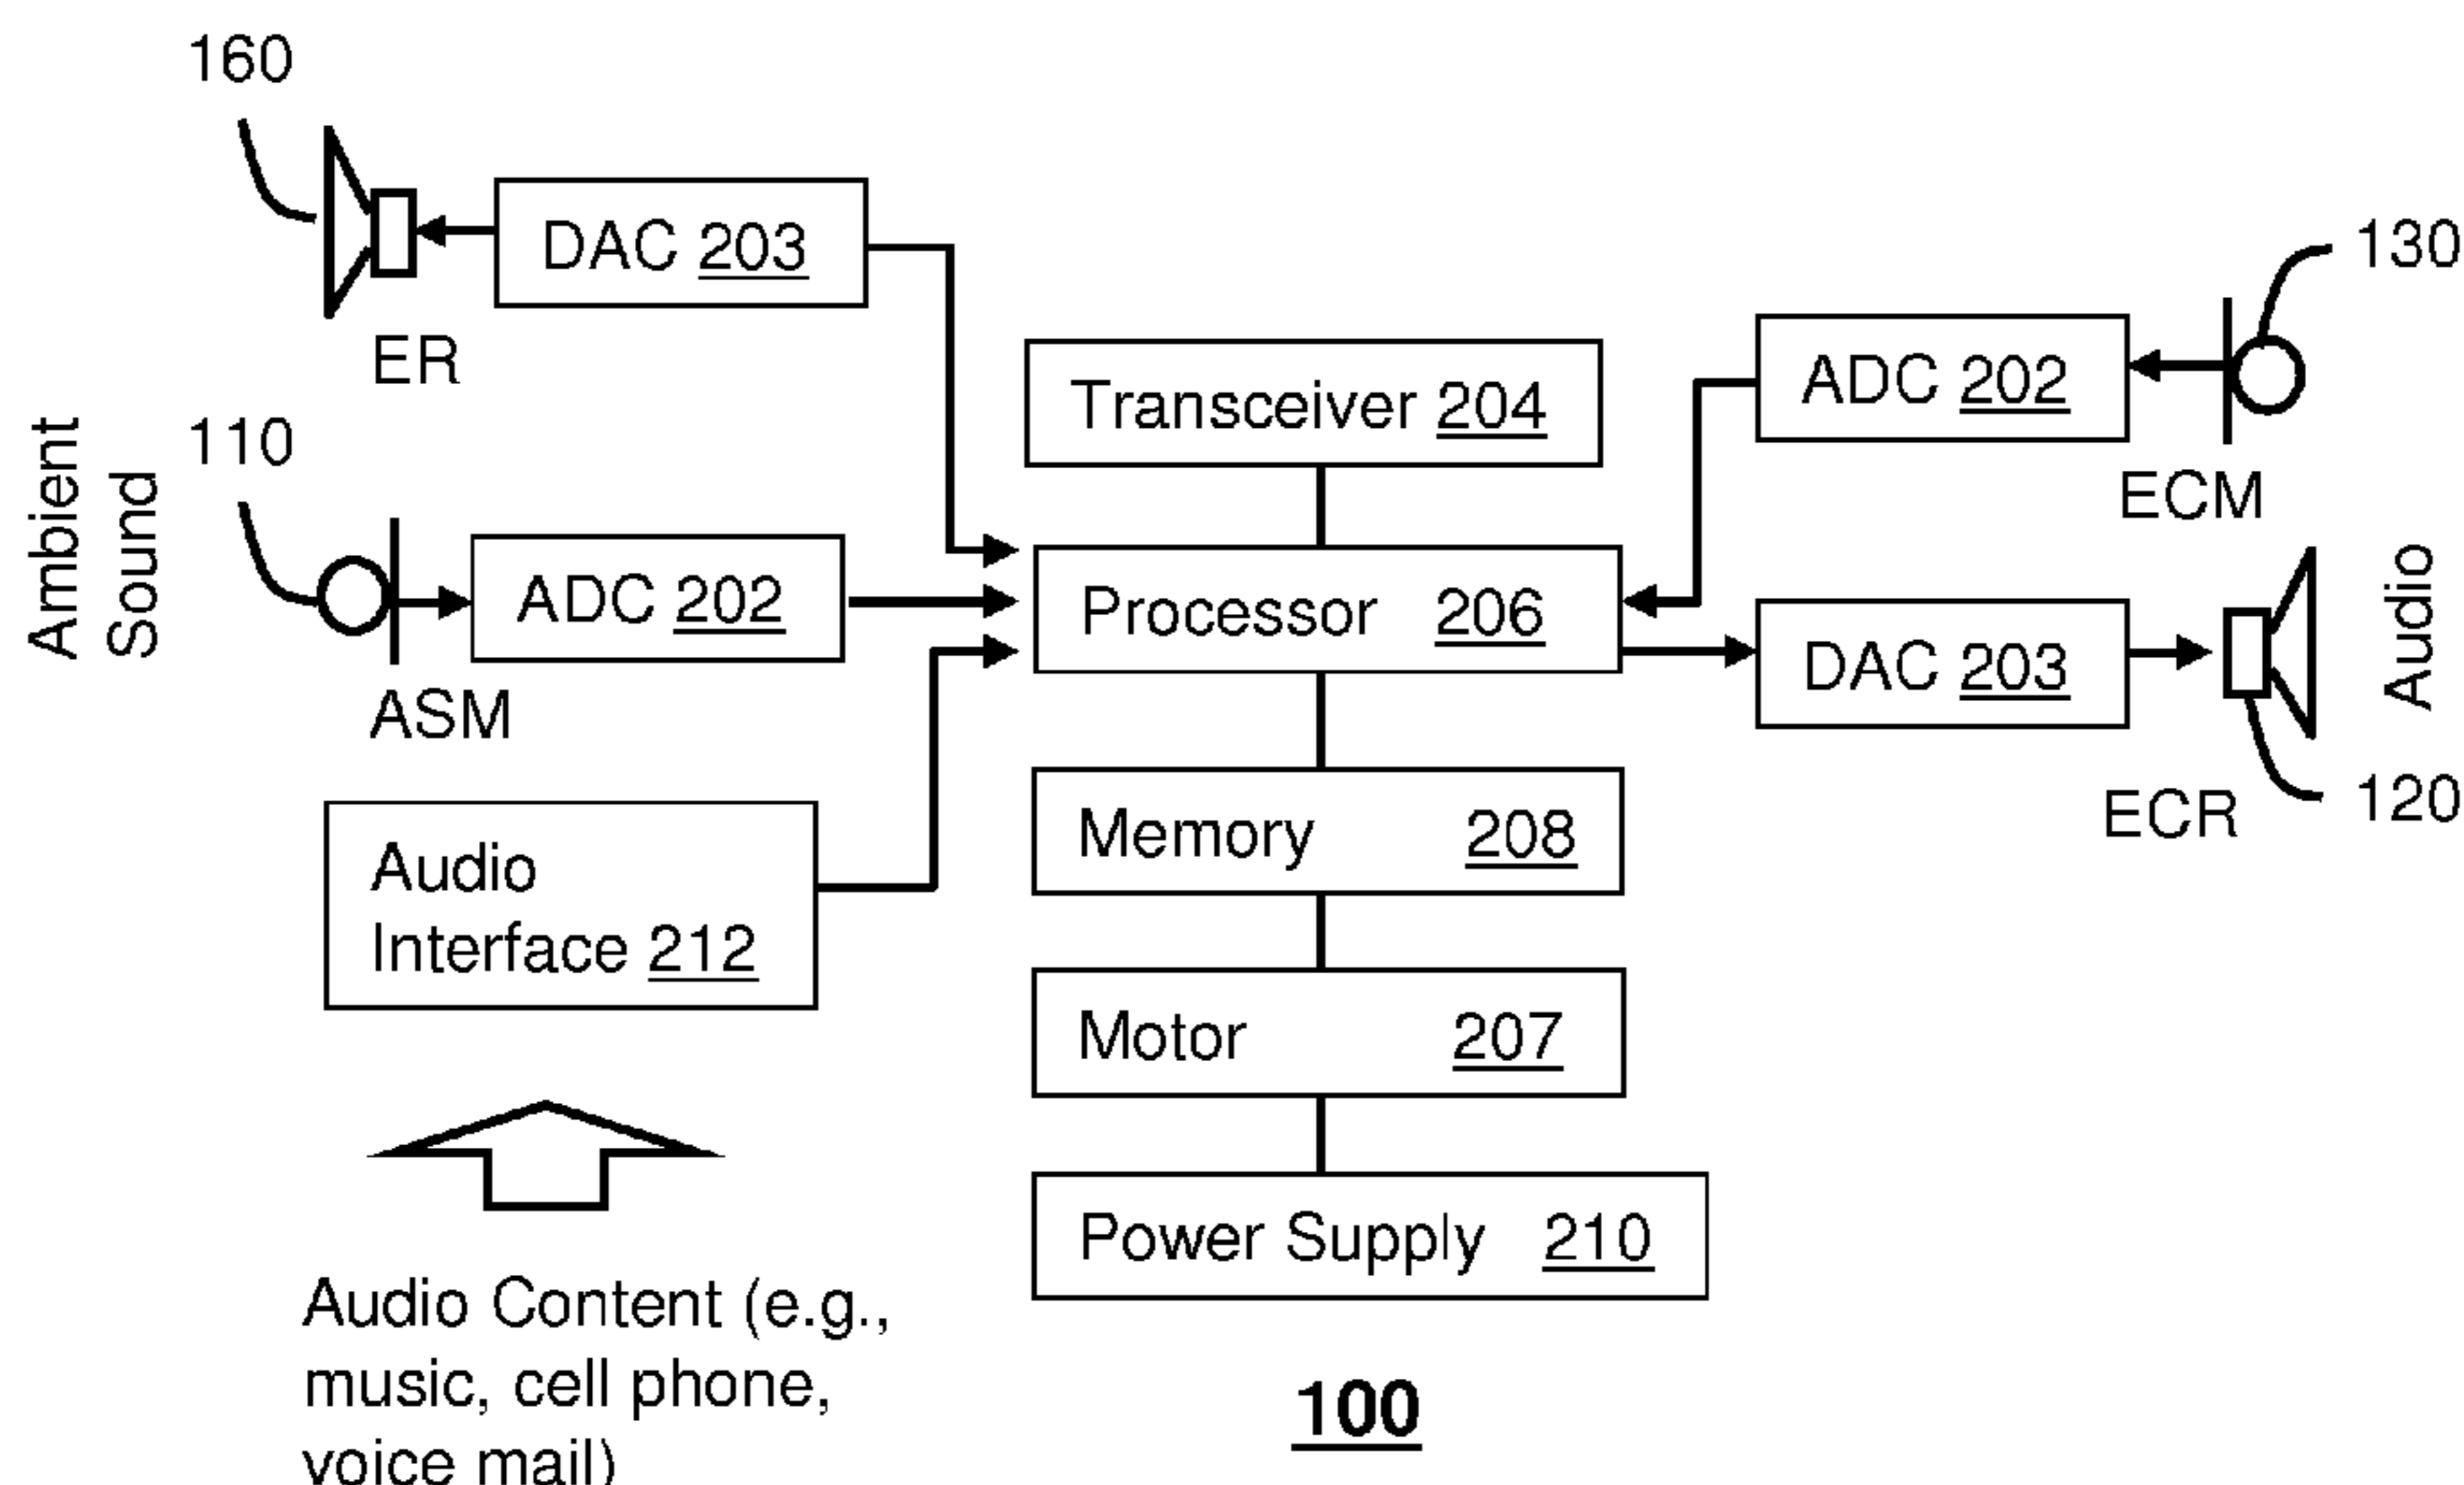 160
DAC 203
130
ER
Transceiver 204
ADC 202
ECM
Ambient
Sound
110
ADC 202
ASM
Processor 206
DAC 203
Audio
ECR
120
Audio
Interface 212
Memory 208
Motor 207
Power Supply 210
Audio Content (e.g.,
music, cell phone,
voice mail)
100